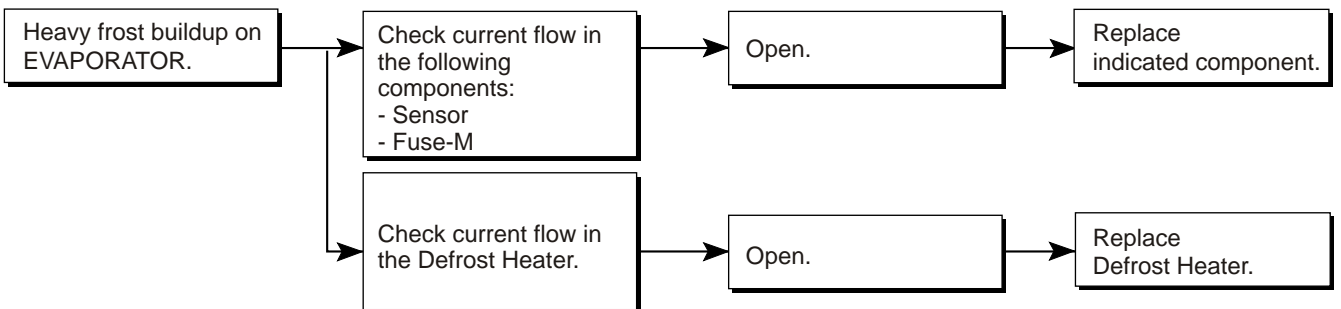 Heavy frost buildup on
EVAPORATOR.
Check current flow in
the following
components:
- Sensor
- Fuse-M
Open.
Replace
indicated component.
Check current flow in
the Defrost Heater.
Open.
Replace
Defrost Heater.